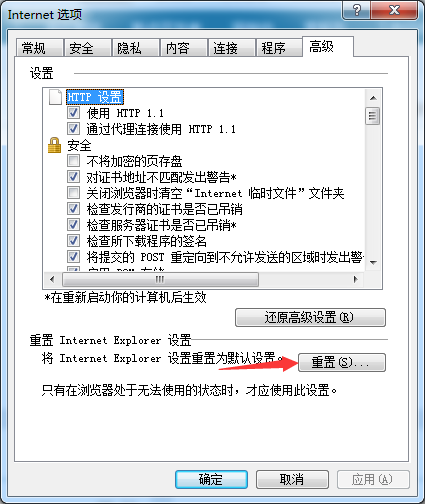 Internet 选项
常规 安全 隐私 内容 连接 程序 高级
设置
HTTP 设置
使用 HTTP 1.1
通过代理连接使用 HTTP 1.1
安全
不将加密的页存盘
对证书地址不匹配发出警告*
关闭浏览器时清空“Internet 临时文件”文件夹
检查发行商的证书是否已吊销
检查服务器证书是否已吊销*
检查所下载程序的签名
将提交的 POST 重定向到不允许发送的区域时发出警
启用 DOM 存储
*在重新启动你的计算机后生效
还原高级设置(R)
重置 Internet Explorer 设置
将 Internet Explorer 设置重置为默认设置。
重置(S)...
只有在浏览器处于无法使用的状态时，才应使用此设置。
确定 取消 应用(A)